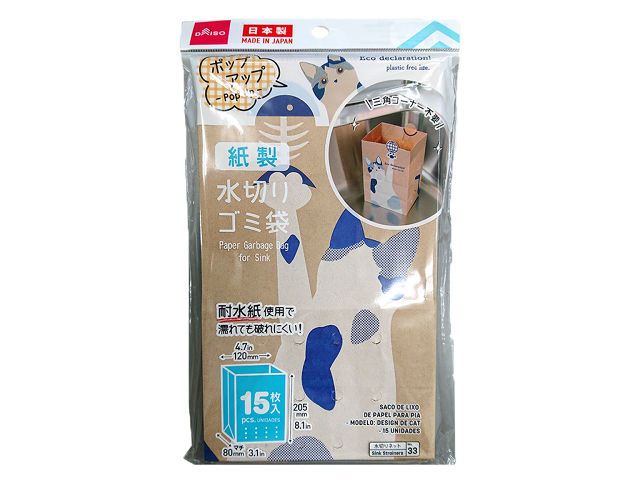 DAISO
日本製
MADE IN JAPAN
ポップ
アップ
Eco declaration!
plastic free life.
三角コーナー不要
紙製
水切り
ゴミ袋
Paper Garbage Bag
for Sink
耐水紙使用で
濡れても破れにくい!
4.7in
120mm
15枚入
pcs. UNIDADES
205
mm
8.1in
マチ
80mm 3.1in
SACO DE LIXO
DE PAPEL PARA PIA
- MODELO: DESIGN DE CAT
- 15 UNIDADES
水切りネット
Sink Strainers
No.
33